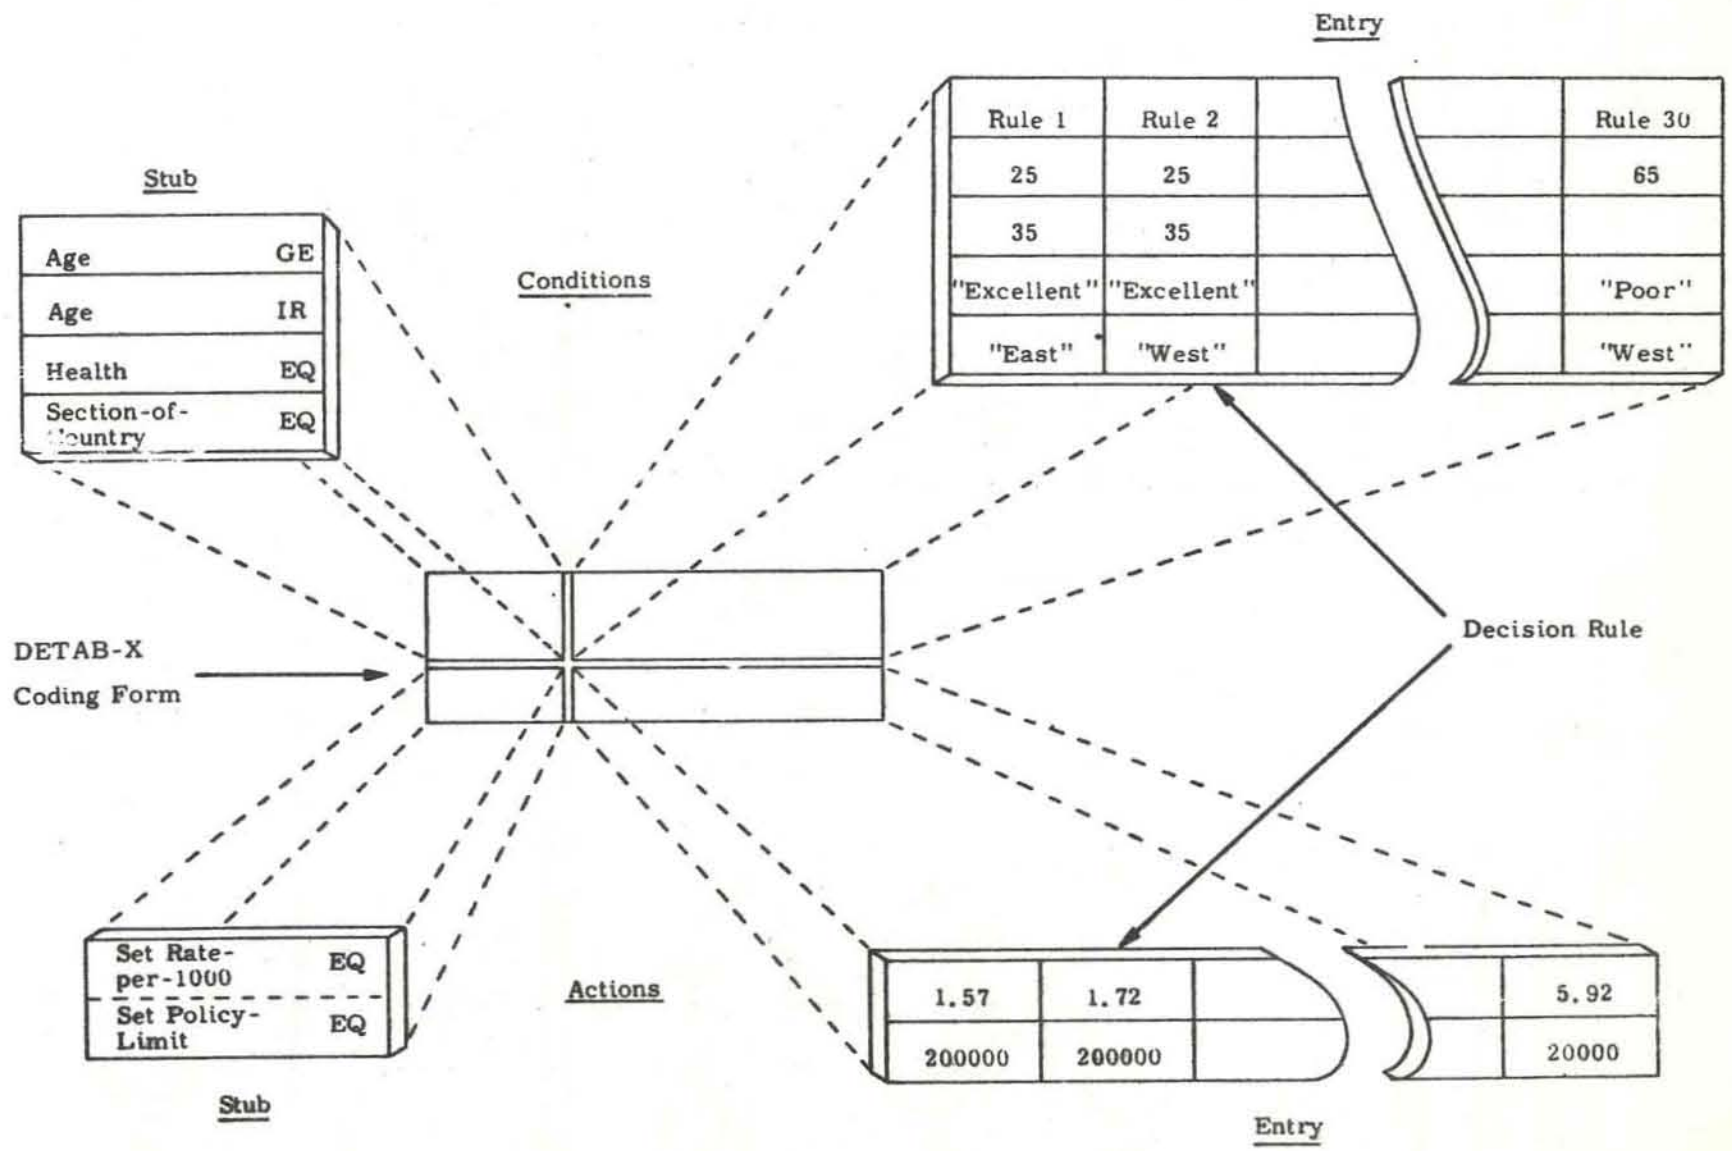 Entry
Rule 1 Rule 2 Rule 30
25 25 65
35 35
"Excellent" "Excellent" "Poor"
"East" "West" "West"
Stub
Age GE
Age IR
Health EQ
Section-of-
Country EQ
Conditions
DETAB-X
Coding Form
Decision Rule
Set Rate-
per-1000 EQ
Set Policy-
Limit EQ
Stub
Actions
1.57 1.72 5.92
200000 200000 20000
Entry